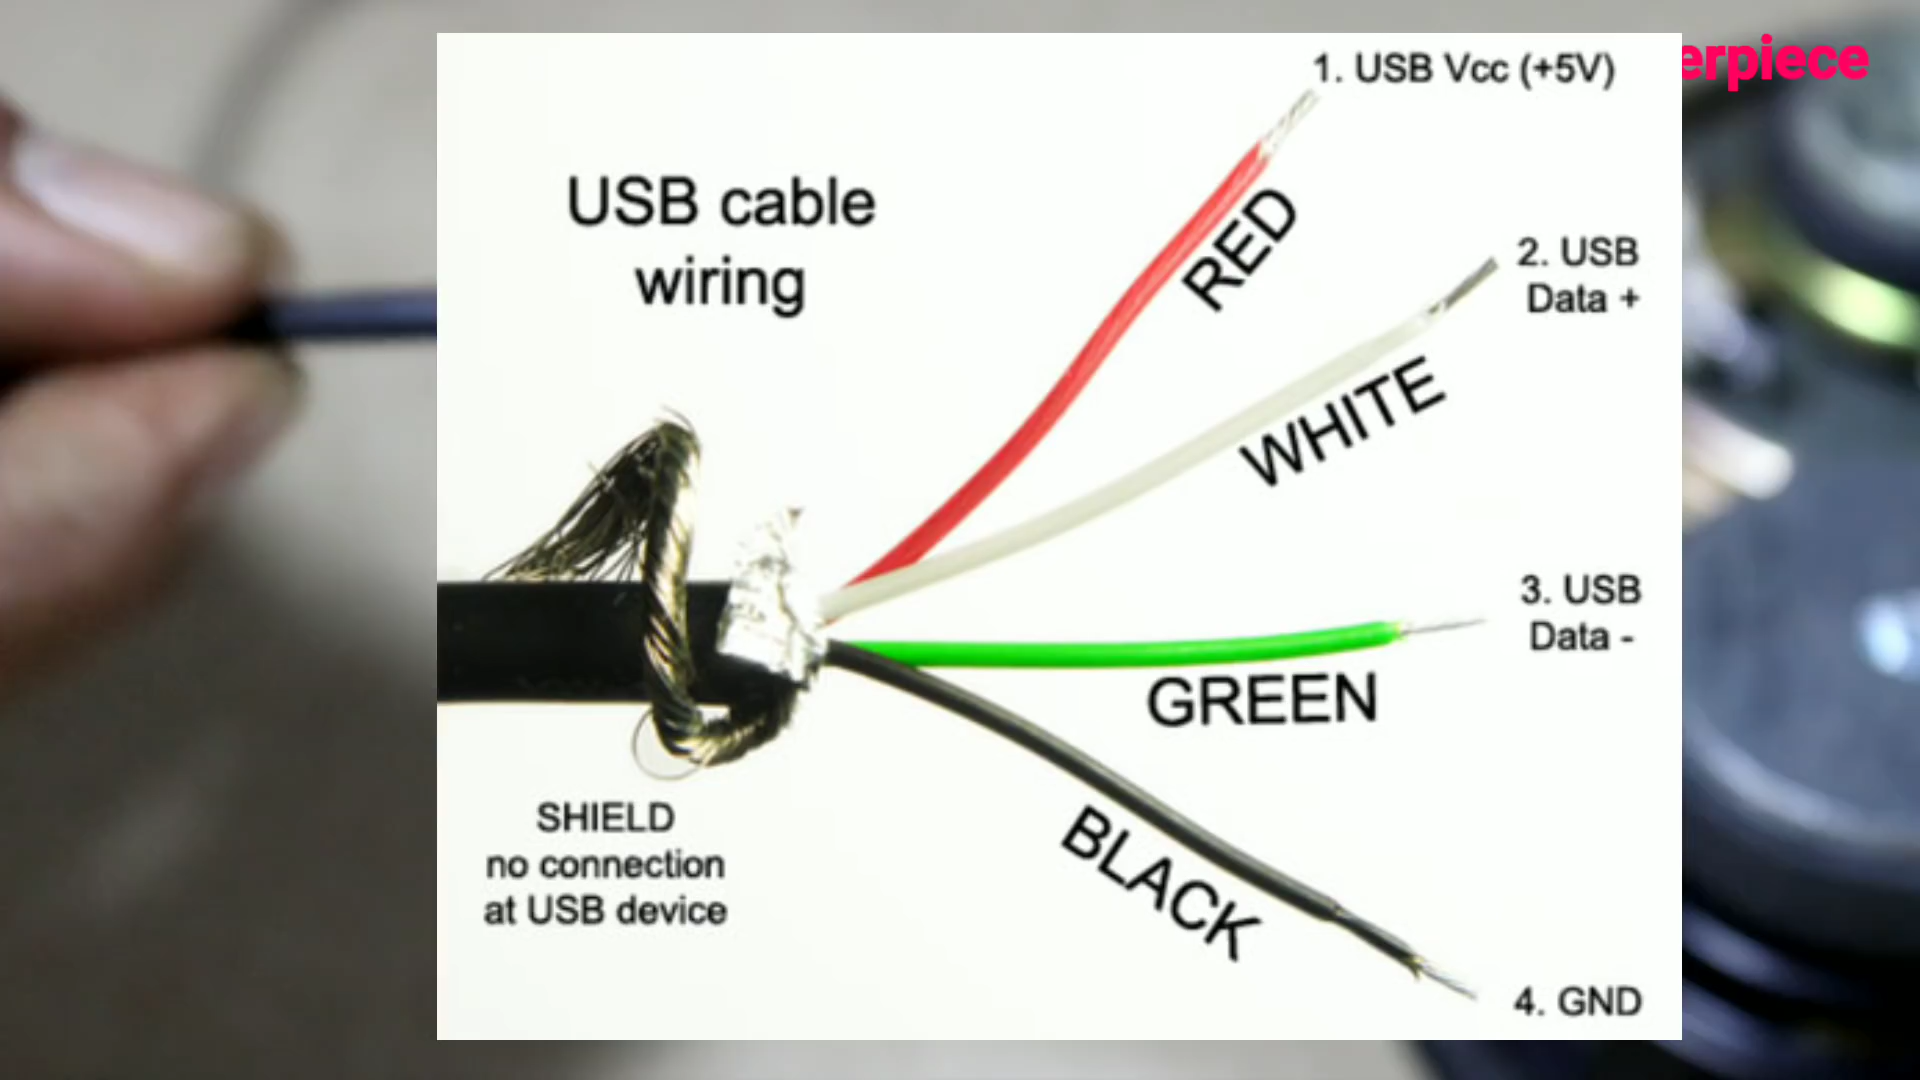 erpiece
1. USB Vcc (+5V)
USB cable
wiring
RED
2. USB
Data +
WHITE
3. USB
Data -
GREEN
SHIELD
no connection
at USB device
BLACK
4. GND